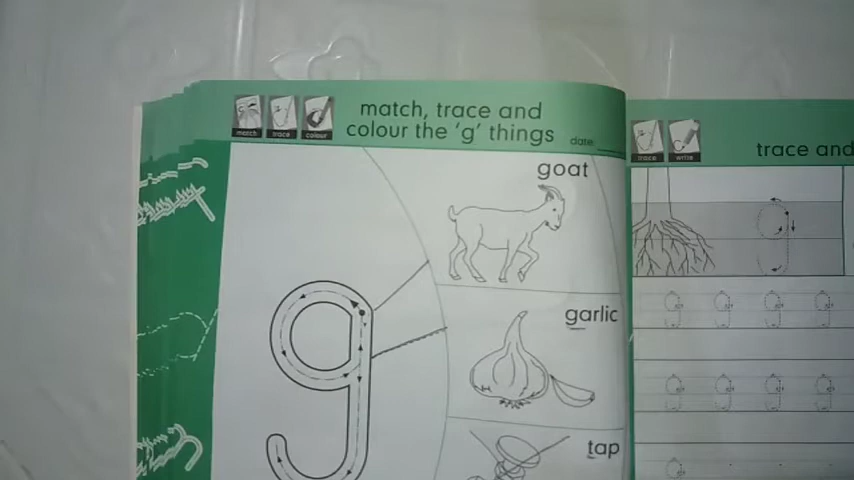 match, trace and
colour the 'g' things
match trace colour
date:
goat
garlic
tap
g
trace write
trace and